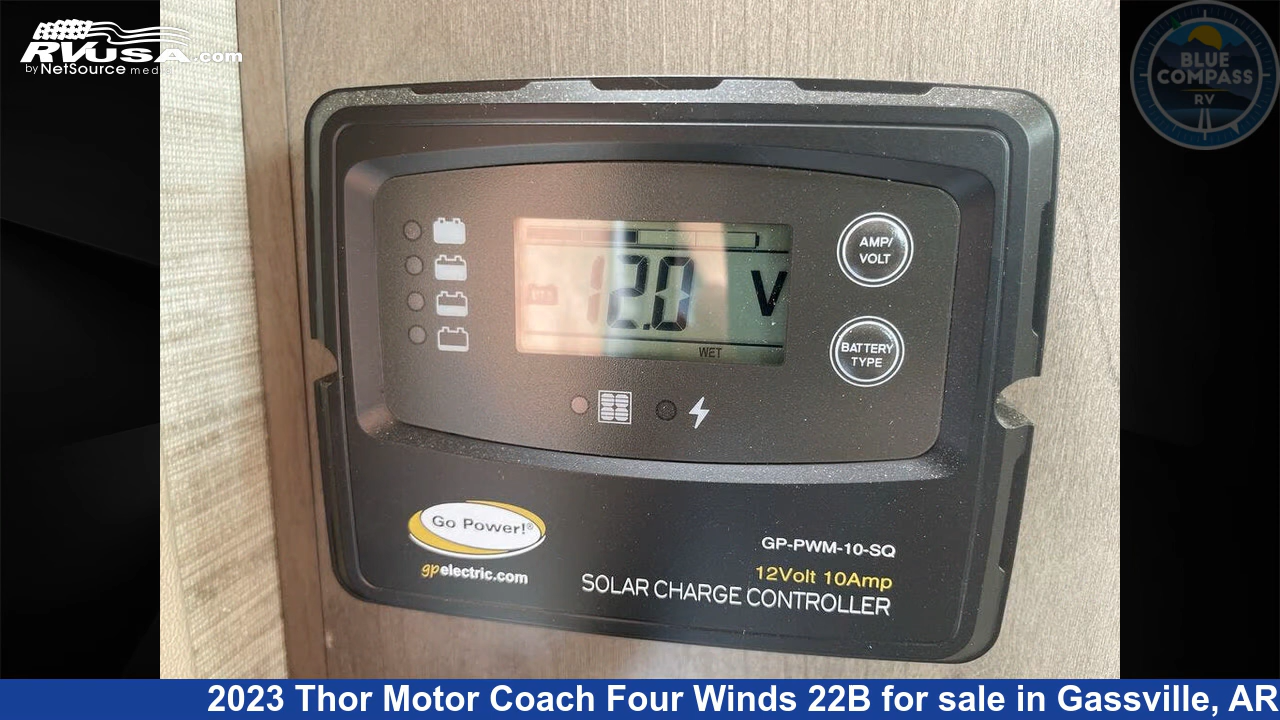 RVUSA.com
by NetSource media
BLUE
COMPASS
RV
AMP/
VOLT
12.0 V
WET
BATTERY
TYPE
Go Power!®
gpelectric.com
GP-PWM-10-SQ
12Volt 10Amp
SOLAR CHARGE CONTROLLER
2023 Thor Motor Coach Four Winds 22B for sale in Gassville, AR